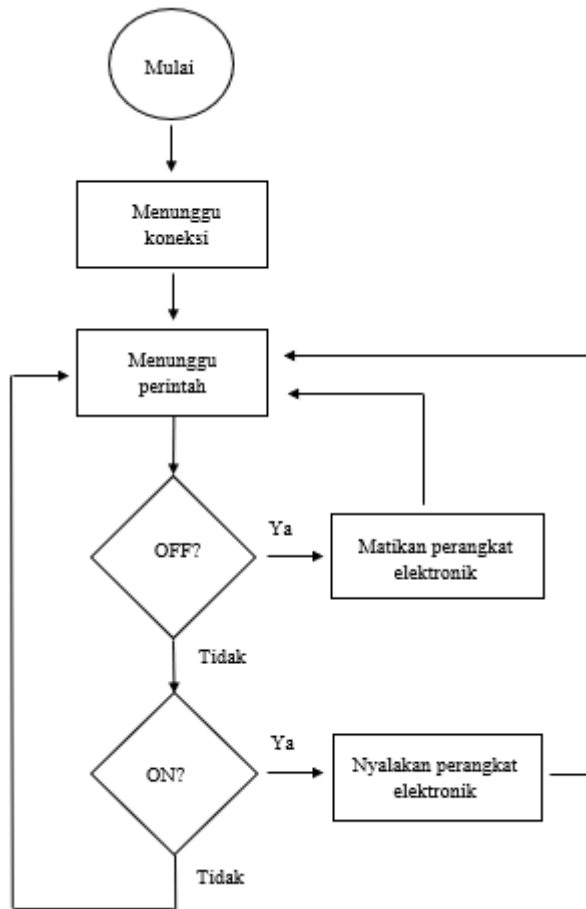 Mulai
Menunggu
koneksi
Menunggu
perintah
OFF?
Ya
Matikan perangkat
elektronik
Tidak
ON?
Ya
Nyalakan perangkat
elektronik
Tidak